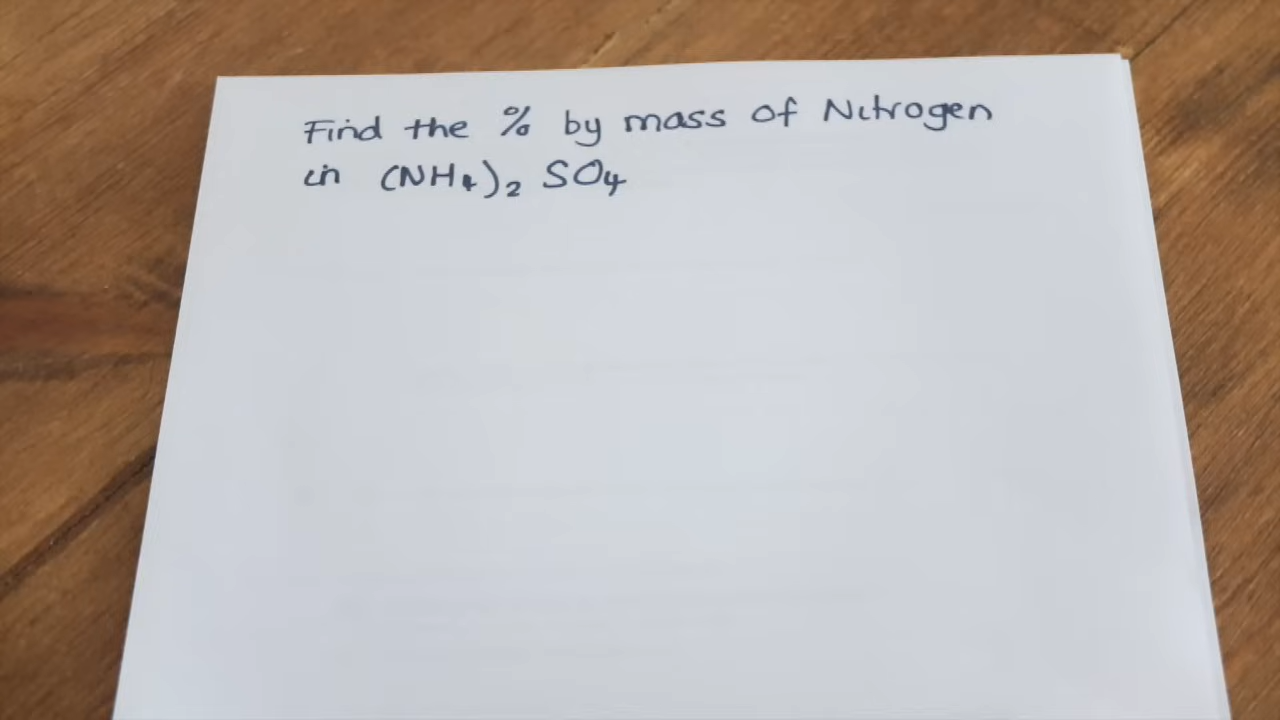 Find the % by mass of Nitrogen
in (NH₄)₂ SO₄